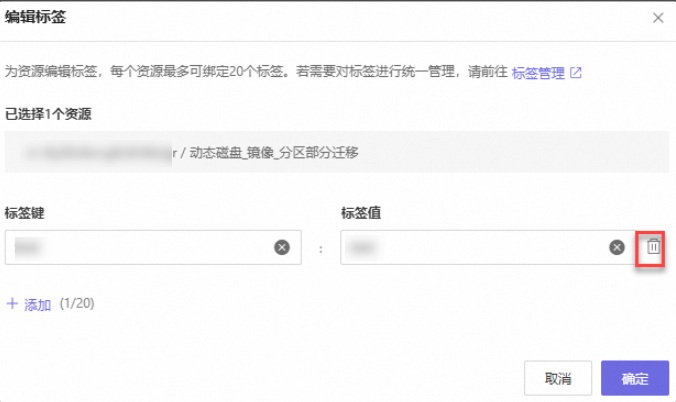 编辑标签
为资源编辑标签，每个资源最多可绑定20个标签。若需要对标签进行统一管理，请前往 标签管理
已选择1个资源
r / 动态磁盘_镜像_分区部分迁移
标签键 标签值
:
+ 添加 (1/20)
取消 确定